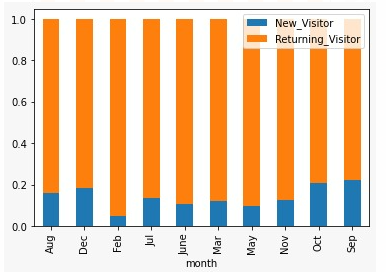 New_Visitor
Returning_Visitor
1.0
0.8
0.6
0.4
0.2
0.0
Aug
Dec
Feb
Jul
June
Mar
May
Nov
Oct
Sep
month